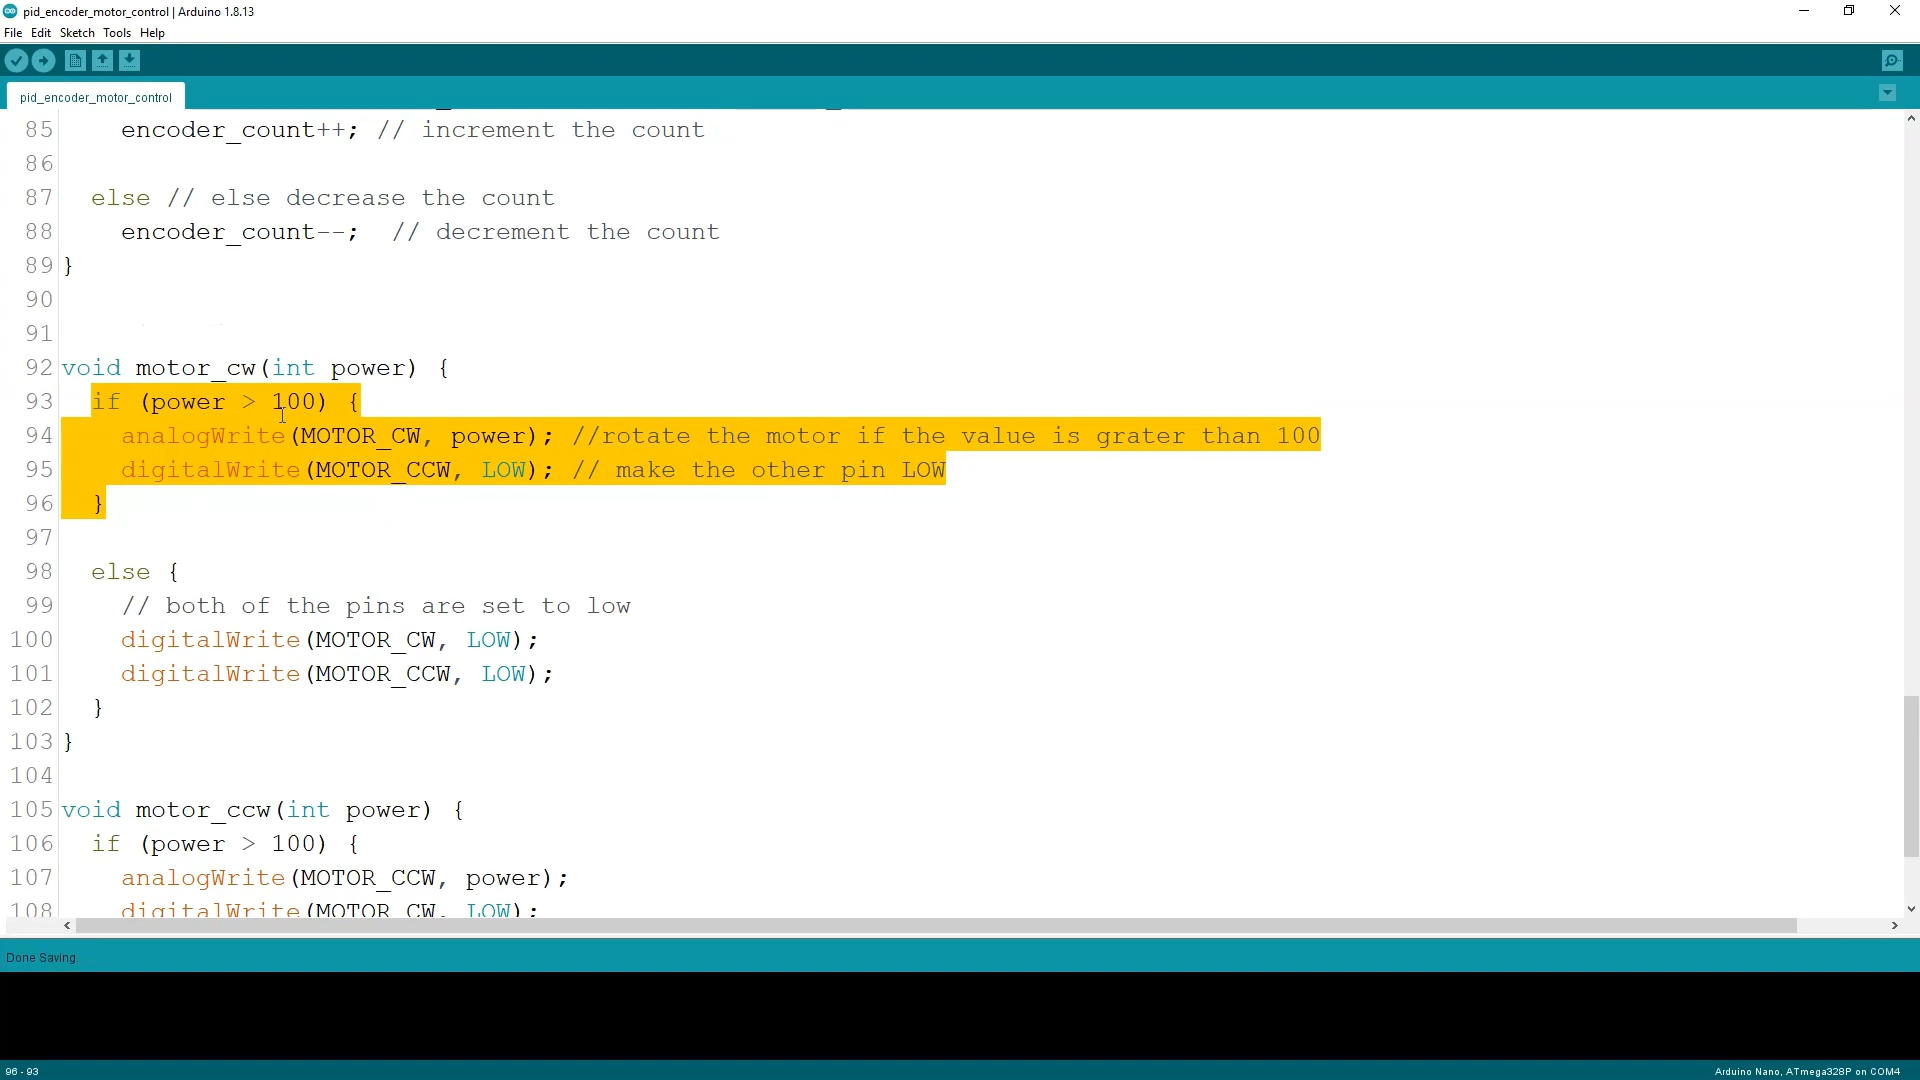 pid_encoder_motor_control | Arduino 1.8.13
File Edit Sketch Tools Help
pid_encoder_motor_control
85 encoder_count++; // increment the count
86
87 else // else decrease the count
88 encoder_count--; // decrement the count
89 }
90
91
92 void motor_cw(int power) {
93 if (power > 100) {
94 analogWrite(MOTOR_CW, power); //rotate the motor if the value is grater than 100
95 digitalWrite(MOTOR_CCW, LOW); // make the other pin LOW
96 }
97
98 else {
99 // both of the pins are set to low
100 digitalWrite(MOTOR_CW, LOW);
101 digitalWrite(MOTOR_CCW, LOW);
102 }
103 }
104
105 void motor_ccw(int power) {
106 if (power > 100) {
107 analogWrite(MOTOR_CCW, power);
108 digitalWrite(MOTOR_CW, LOW);
Done Saving.
96 - 93 Arduino Nano, ATmega328P on COM4